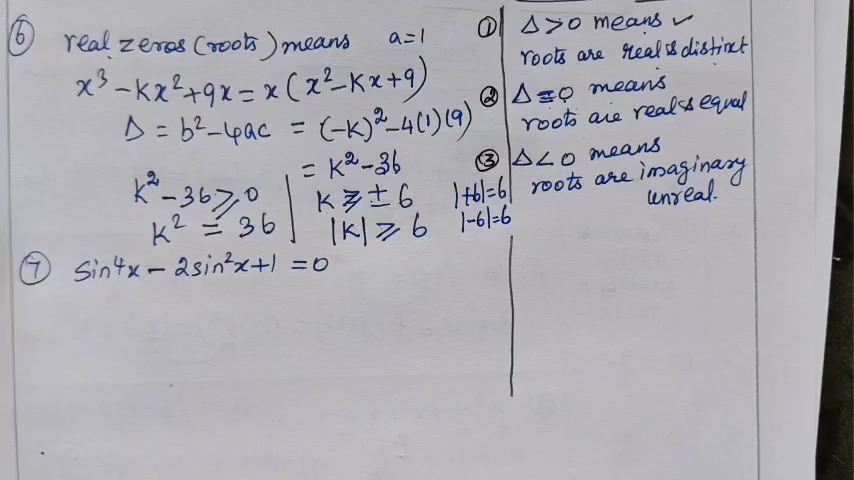 ⑥ real zeros (roots) means a=1
x³ - Kx² + 9x = x(x² - Kx + 9)
Δ = b² - 4ac = (-K)² - 4(1)(9)
= K² - 36
K² - 36 ≥ 0
K² = 36
K ≥ ± 6
|K| ≥ 6
|+6| = 6
|-6| = 6
⑦ Sin⁴x - 2sin²x + 1 = 0
① Δ > 0 means ✓
roots are real & distinct
② Δ = 0 means
roots are real & equal
③ Δ < 0 means
roots are imaginary
unreal.